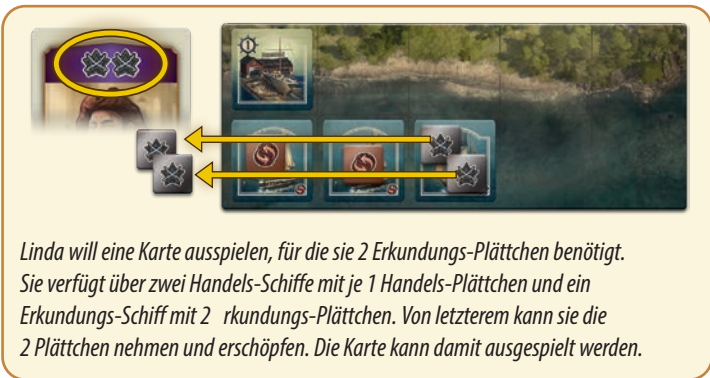 1
S
S
Linda will eine Karte ausspielen, für die sie 2 Erkundungs-Plättchen benötigt.
Sie verfügt über zwei Handels-Schiffe mit je 1 Handels-Plättchen und ein
Erkundungs-Schiff mit 2 rkundungs-Plättchen. Von letzterem kann sie die
2 Plättchen nehmen und erschöpfen. Die Karte kann damit ausgespielt werden.